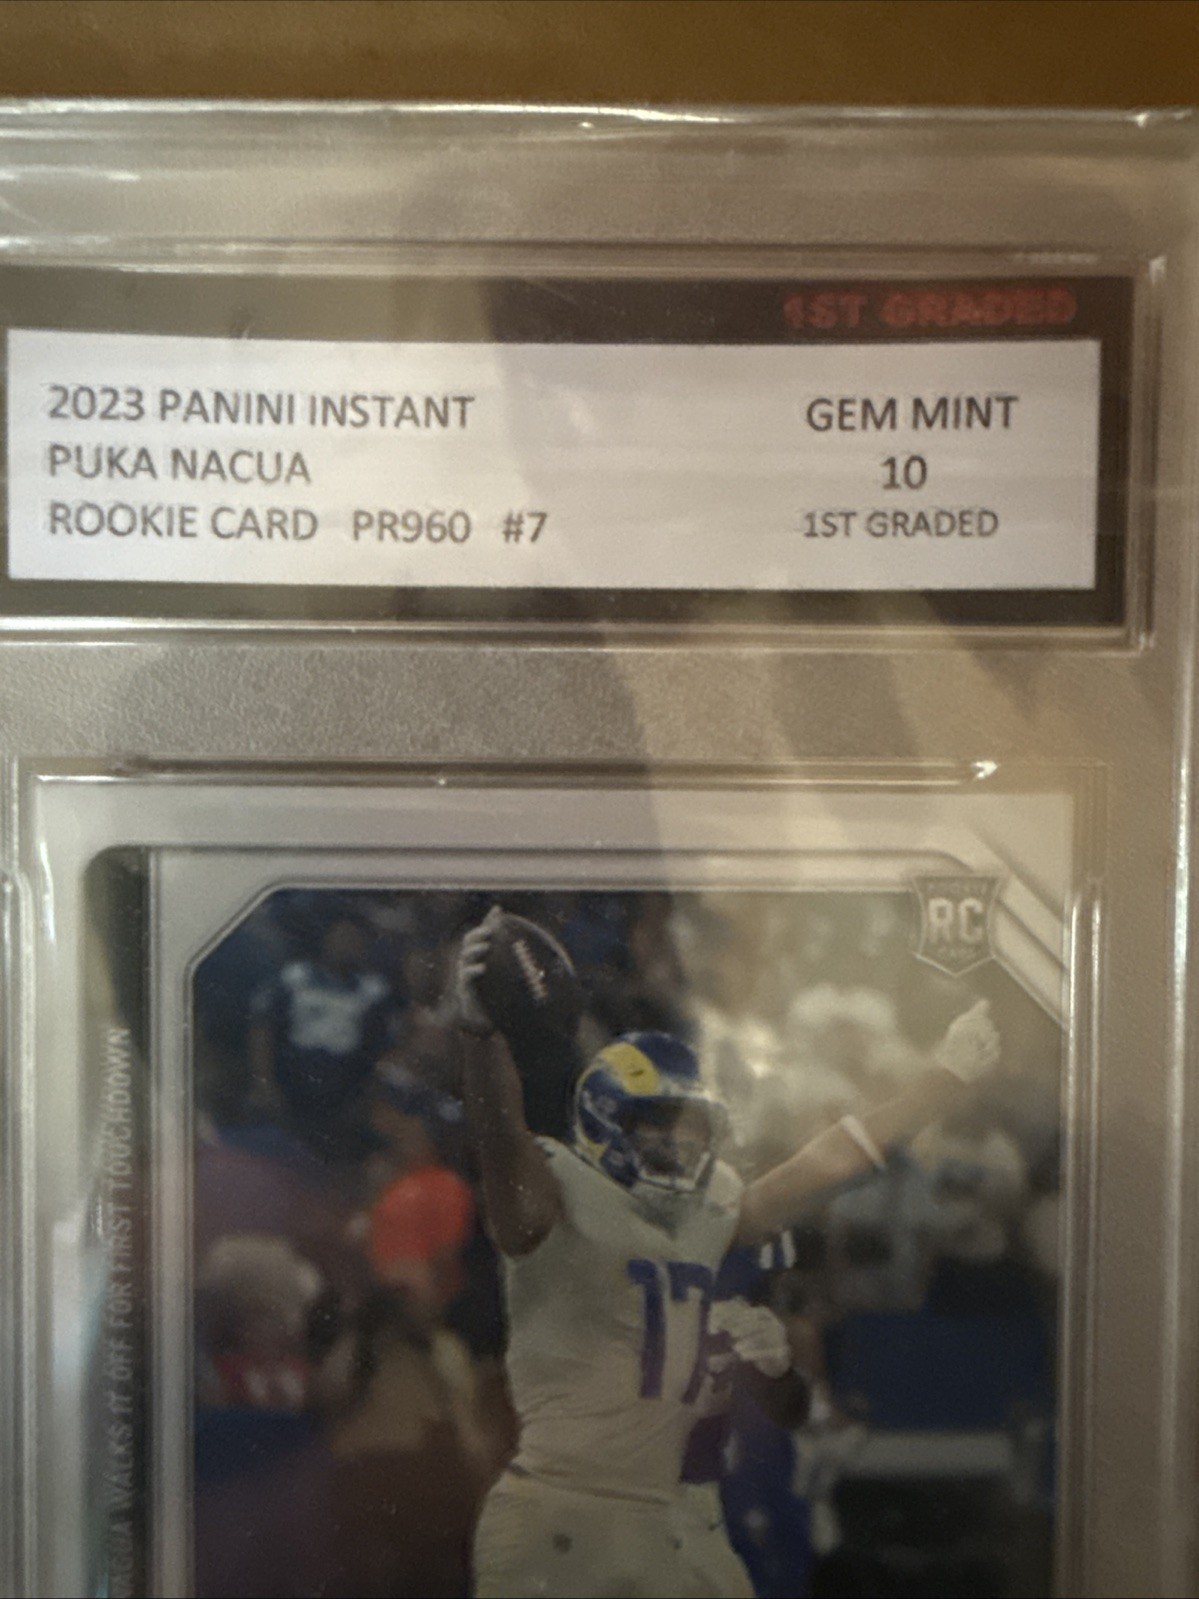 1ST GRADED
2023 PANINI INSTANT
PUKA NACUA
ROOKIE CARD PR960 #7
GEM MINT
10
1ST GRADED
RC
WALKS IT OFF FOR FIRST TOUCHDOWN
17